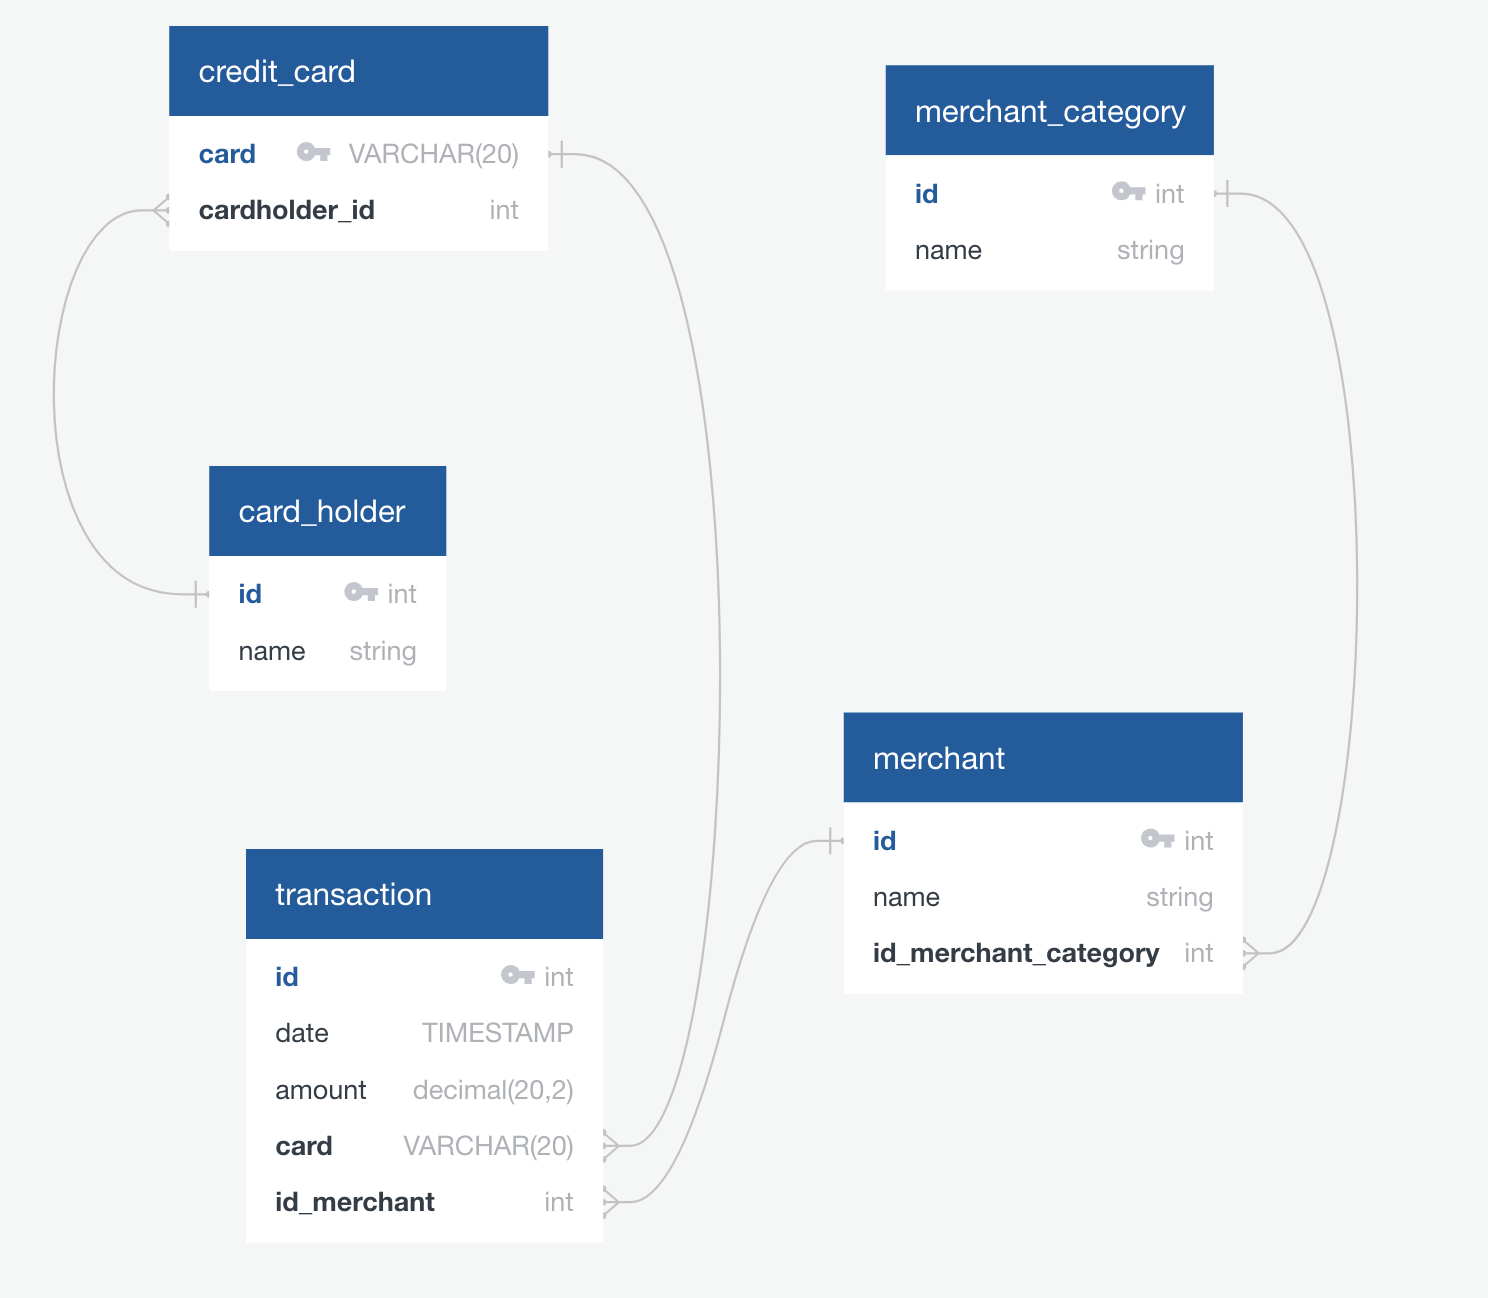 credit_card
card VARCHAR(20)
cardholder_id int
merchant_category
id int
name string
card_holder
id int
name string
merchant
id int
name string
id_merchant_category int
transaction
id int
date TIMESTAMP
amount decimal(20,2)
card VARCHAR(20)
id_merchant int